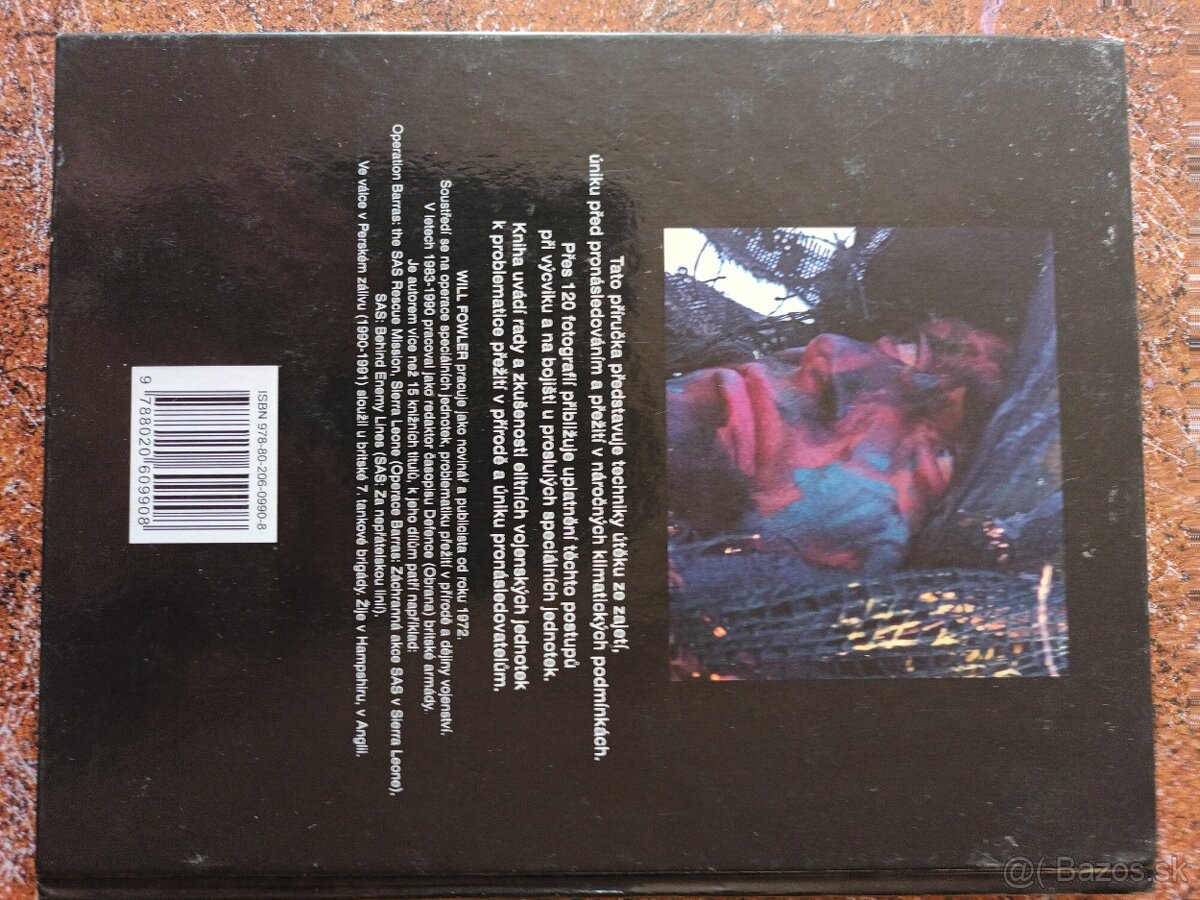 Tato příručka představuje techniky útěku ze zajetí,
úniku před pronásledováním a přežití v náročných klimatických podmínkách.
Přes 120 fotografií přibližuje uplatnění těchto postupů
při výcviku a na bojišti u proslulých speciálních jednotek.
Kniha uvádí rady a zkušenosti elitních vojenských jednotek
k problematice přežití v přírodě a úniku pronásledovatelům.
WILL FOWLER pracuje jako novinář a publicista od roku 1972.
Soustředí se na operace speciálních jednotek, problematiku přežití v přírodě a dějiny vojenství.
V letech 1983-1990 pracoval jako redaktor časopisu Defence (Obrana) britské armády.
Je autorem více než 15 knižních titulů, k jeho dílům patří například:
Operation Barras: the SAS Rescue Mission, Sierra Leone (Operace Barras: Záchranná akce SAS v Sierra Leone),
SAS: Behind Enemy Lines (SAS: Za nepřátelskou linií).
Ve válce v Perském zálivu (1990-1991) sloužil u britské 7. tankové brigády. Žije v Hampshiru, v Anglii.
ISBN 978-80-206-0990-8
9 788020 609908
@( Bazos.sk